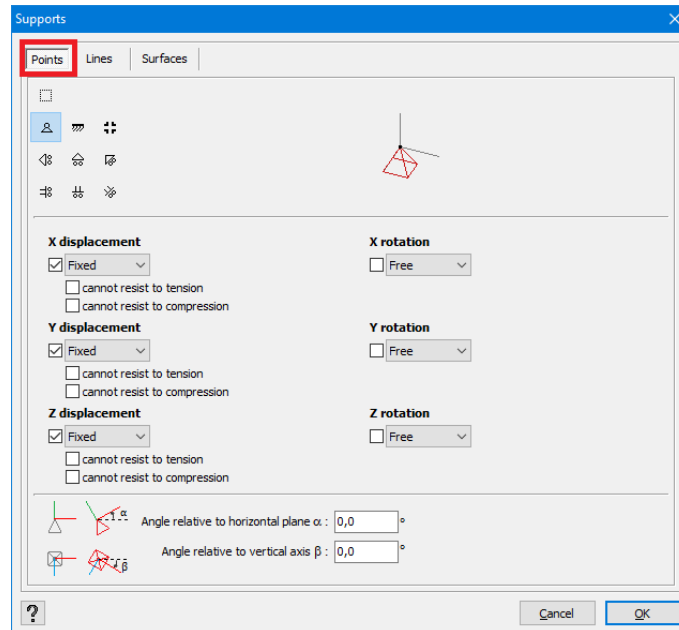 Supports
Points Lines Surfaces
X displacement X rotation
Fixed Free
cannot resist to tension
cannot resist to compression
Y displacement Y rotation
Fixed Free
cannot resist to tension
cannot resist to compression
Z displacement Z rotation
Fixed Free
cannot resist to tension
cannot resist to compression
α Angle relative to horizontal plane α : 0,0 °
β Angle relative to vertical axis β : 0,0 °
? Cancel OK